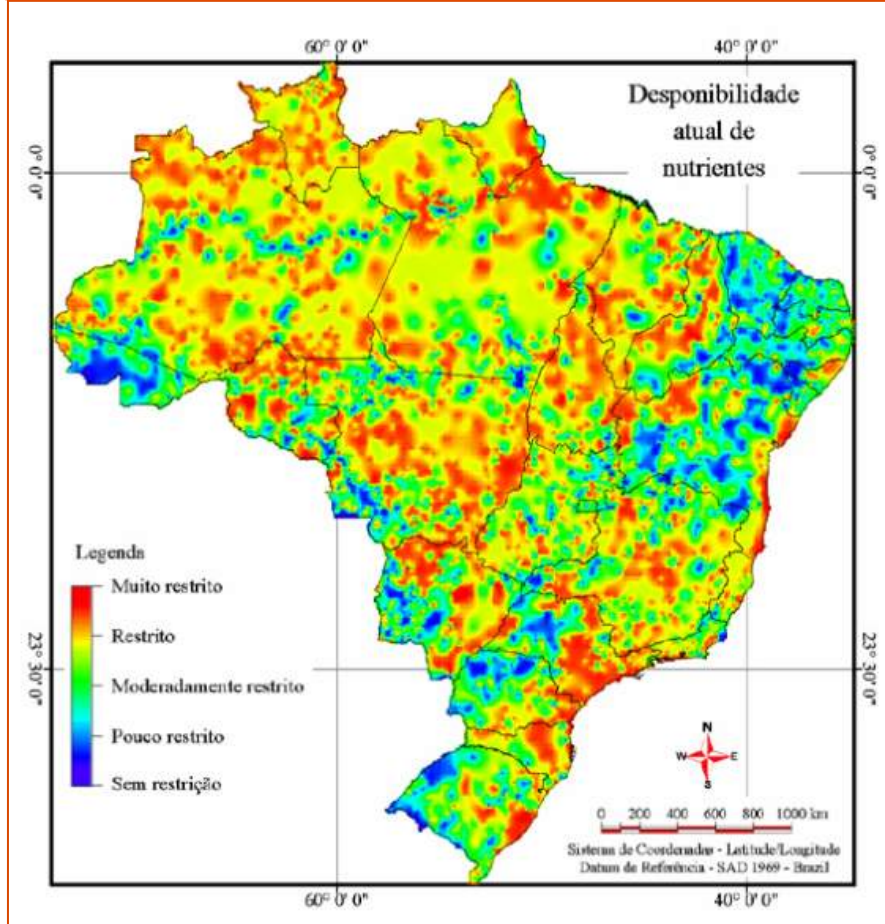 60° 0' 0"
40° 0' 0"
Desponibilidade
atual de
nutrientes
0° 0' 0"
0° 0' 0"
Legenda
Muito restrito
Restrito
Moderadamente restrito
Pouco restrito
Sem restrição
23° 30' 0"
23° 30' 0"
N
W
E
S
0 200 400 600 800 1000 km
Sistema de Coordenadas - Latitude/Longitude
Datum de Referência - SAD 1969 - Brazil
60° 0' 0"
40° 0' 0"